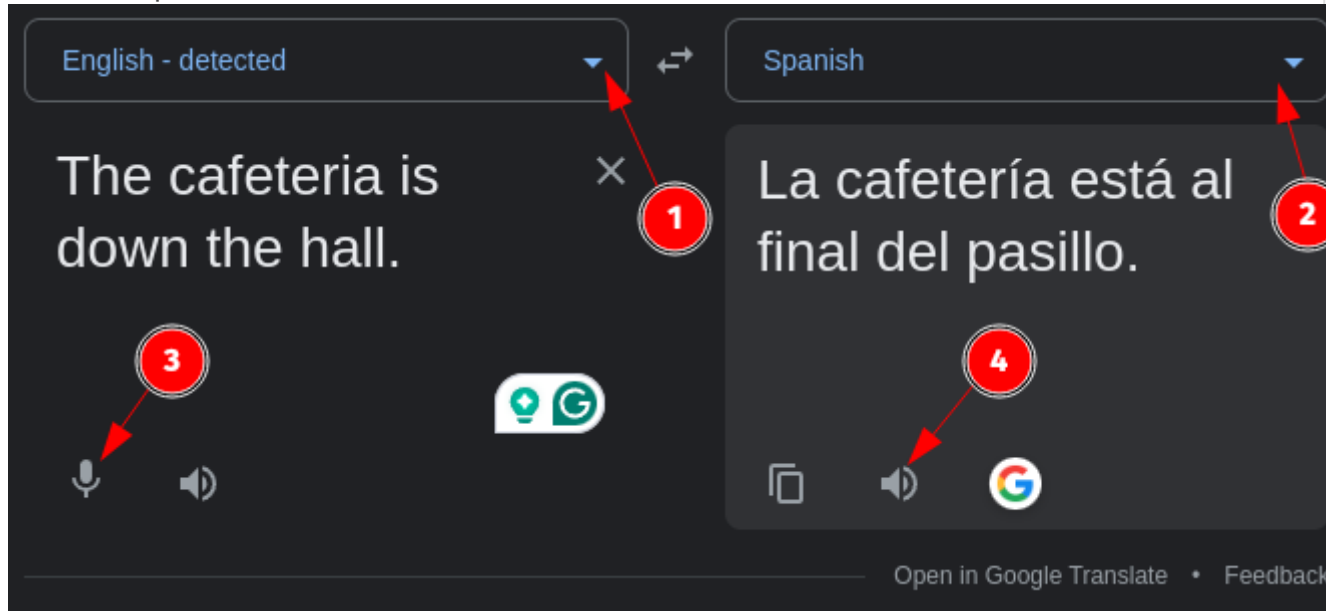 English - detected
Spanish
The cafeteria is
down the hall.
La cafetería está al
final del pasillo.
1
2
3
4
Open in Google Translate • Feedback